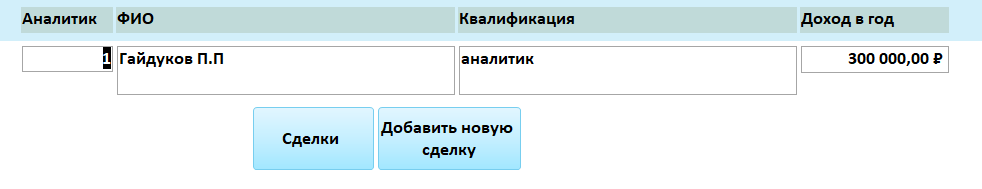 Аналитик ФИО Квалификация Доход в год
1 Гайдуков П.П аналитик 300 000,00 ₽
Сделки
Добавить новую
сделку